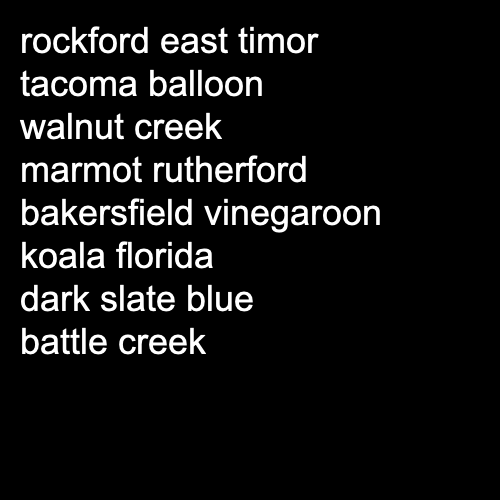 rockford east timor
tacoma balloon
walnut creek
marmot rutherford
bakersfield vinegaroon
koala florida
dark slate blue
battle creek